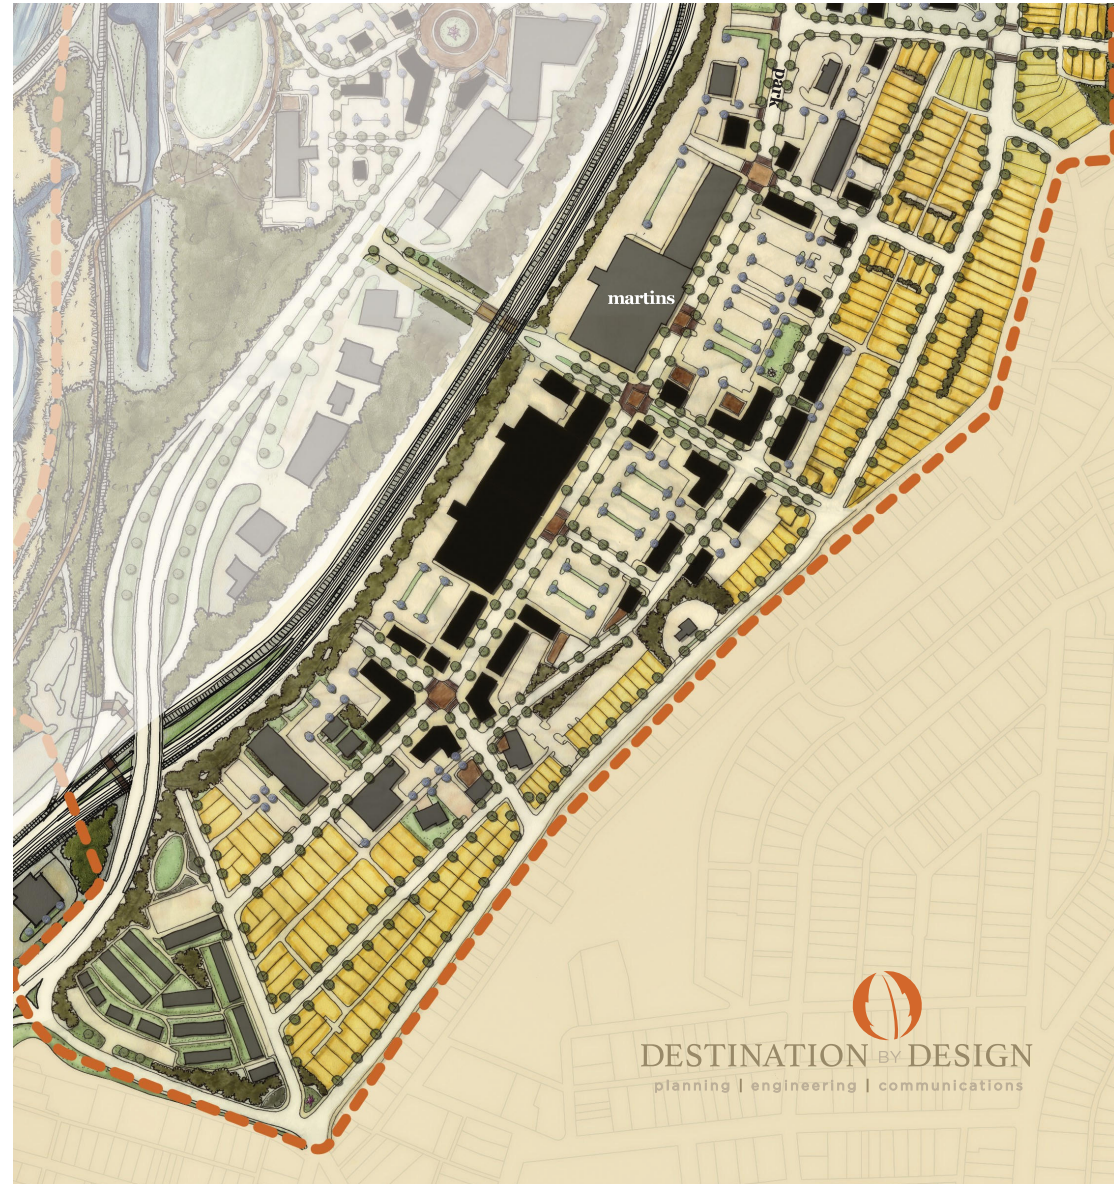 Park
martins
DESTINATION BY DESIGN
planning | engineering | communications